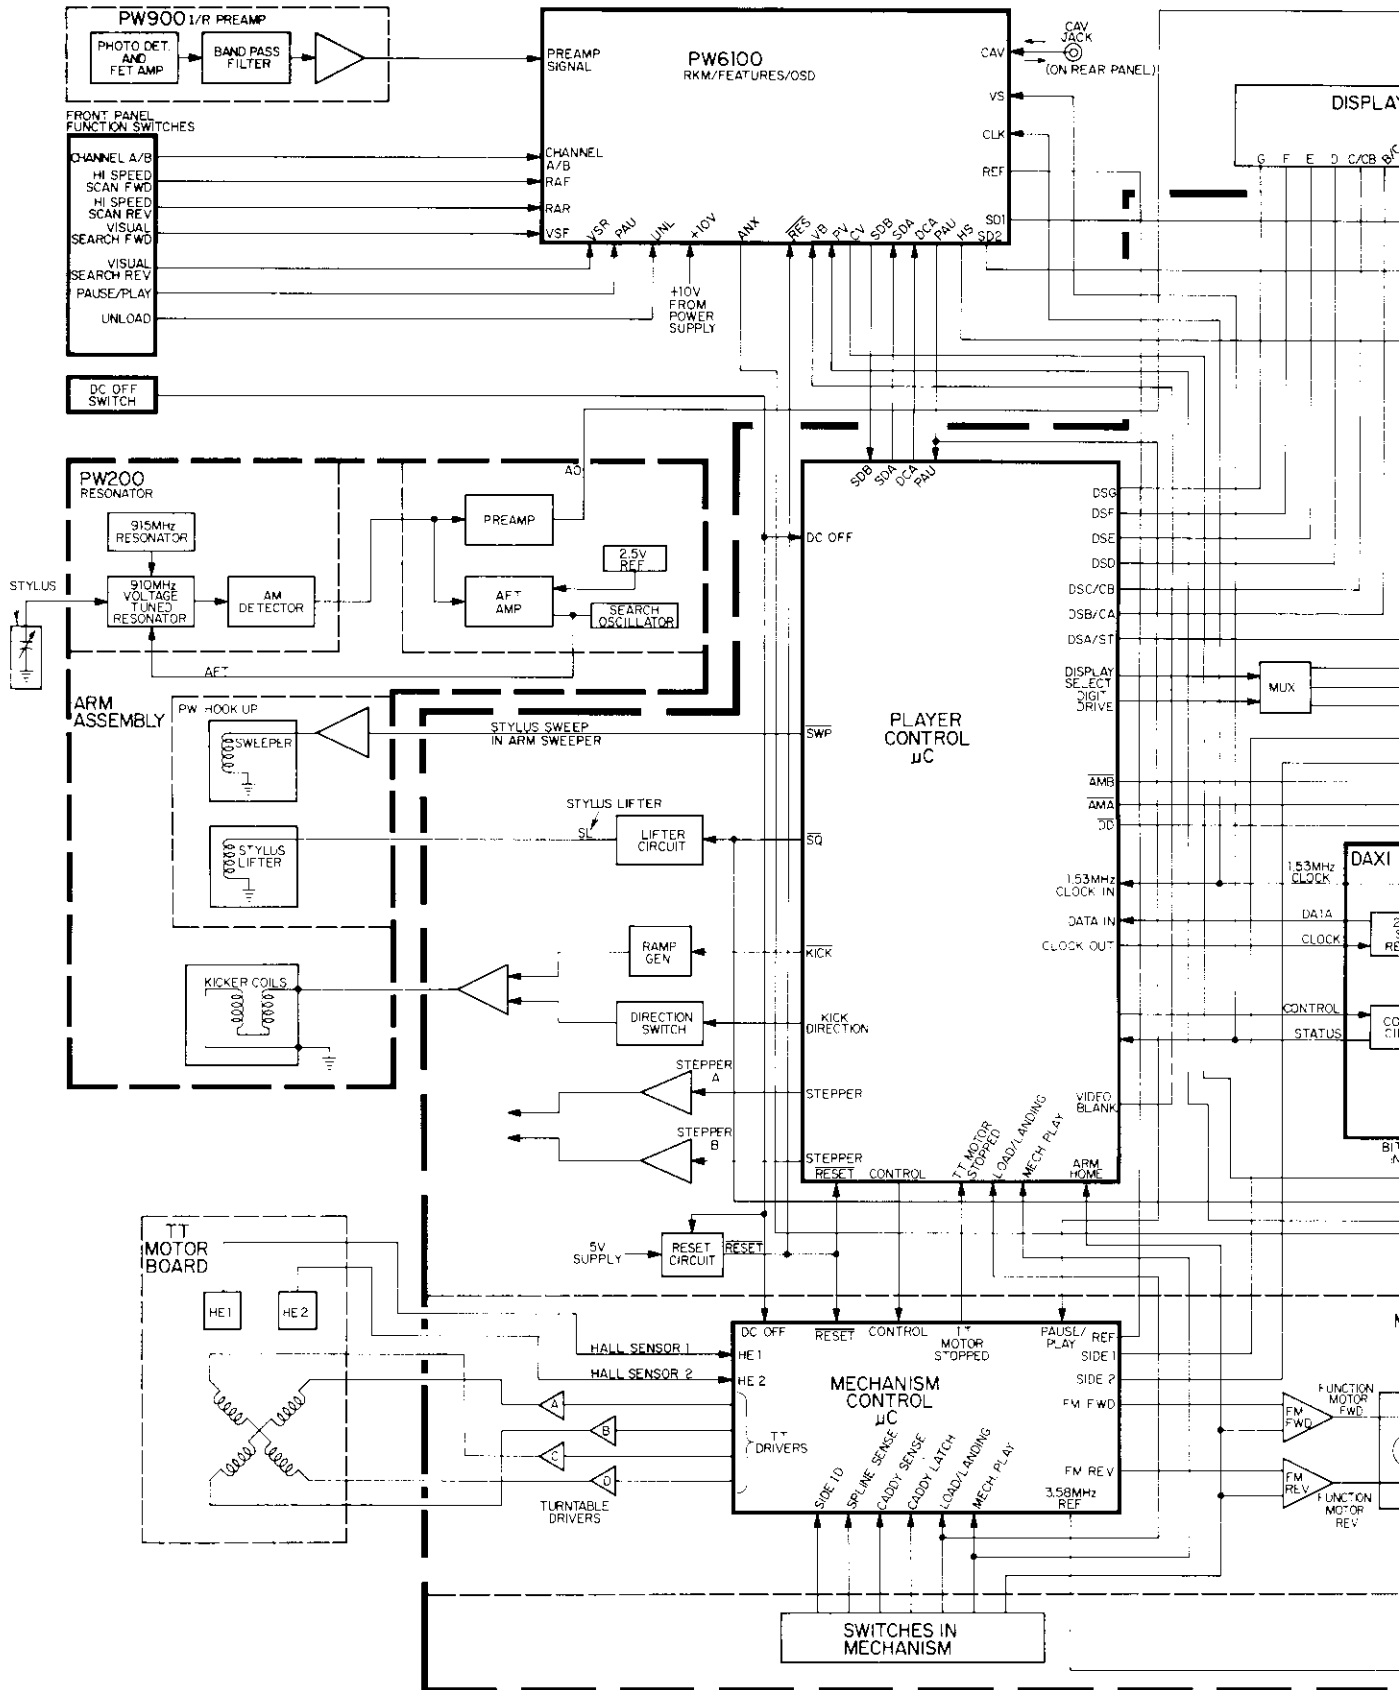 PW900 I/R PREAMP
PHOTO DET.
AND
FET AMP
BAND PASS
FILTER
FRONT PANEL
FUNCTION SWITCHES
CHANNEL A/B
HI SPEED
SCAN FWD
HI SPEED
SCAN REV
VISUAL
SEARCH FWD
VISUAL
SEARCH REV
PAUSE/PLAY
UNLOAD
DC OFF
SWITCH
PREAMP
SIGNAL
PW6100
RKM/FEATURES/OSD
CHANNEL
A/B
RAF
RAR
VSF
VSR
PAU
UNL
+10V
ANX
RES
VB
PV
CV
SDB
SDA
DCA
PAU
HS
SD2
SD1
REF
CLK
VS
CAV
CAV
JACK
(ON REAR PANEL)
+10V
FROM
POWER
SUPPLY
DISPLAY
G F E D C/CB
PW200
RESONATOR
915MHz
RESONATOR
910MHz
VOLTAGE
TUNED
RESONATOR
AM
DETECTOR
STYLUS
AFT
PREAMP
AFT
AMP
2.5V
REF
SEARCH
OSCILLATOR
AO
ARM
ASSEMBLY
PW HOOK UP
SWEEPER
STYLUS
LIFTER
KICKER COILS
STYLUS SWEEP
IN ARM SWEEPER
STYLUS LIFTER
SL
LIFTER
CIRCUIT
RAMP
GEN
DIRECTION
SWITCH
STEPPER
A
STEPPER
B
SDB
SDA
DCA
PAU
DC OFF
PLAYER
CONTROL
µC
SWP
SQ
KICK
KICK
DIRECTION
STEPPER
STEPPER
RESET
CONTROL
TT MOTOR
STOPPED
LOAD/LANDING
MECH. PLAY
ARM
HOME
DSG
DSF
DSE
DSD
DSC/CB
DSB/CA
DSA/ST
DISPLAY
SELECT
DIGIT
DRIVE
MUX
AMB
AMA
DD
1.53MHz
CLOCK IN
DATA IN
CLOCK OUT
VIDEO
BLANK
DAXI
1.53MHz
CLOCK
DATA
CLOCK
CONTROL
STATUS
5V
SUPPLY
RESET
CIRCUIT
RESET
TT
MOTOR
BOARD
HE1
HE2
HALL SENSOR 1
HALL SENSOR 2
A
B
C
D
TURNTABLE
DRIVERS
DC OFF
RESET
CONTROL
TT
MOTOR
STOPPED
PAUSE/
PLAY
REF
SIDE 1
SIDE 2
FM FWD
FM REV
3.58MHz
REF
HE1
HE2
TT
DRIVERS
MECHANISM
CONTROL
µC
SIDE ID
SPLINE SENSE
CADDY SENSE
CADDY LATCH
LOAD/LANDING
MECH. PLAY
FM
FWD
FUNCTION
MOTOR
FWD
FM
REV
FUNCTION
MOTOR
REV
SWITCHES IN
MECHANISM